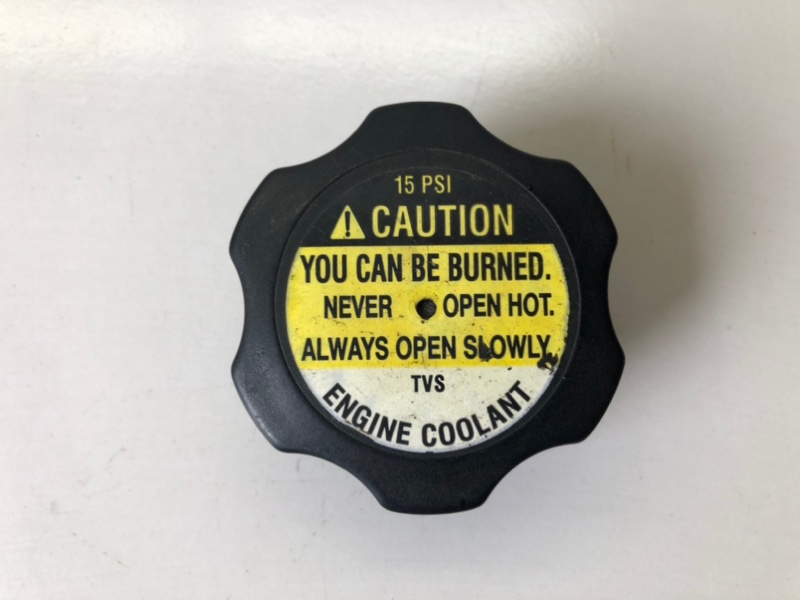 15 PSI
CAUTION
YOU CAN BE BURNED.
NEVER OPEN HOT.
ALWAYS OPEN SLOWLY.
TVS
ENGINE COOLANT